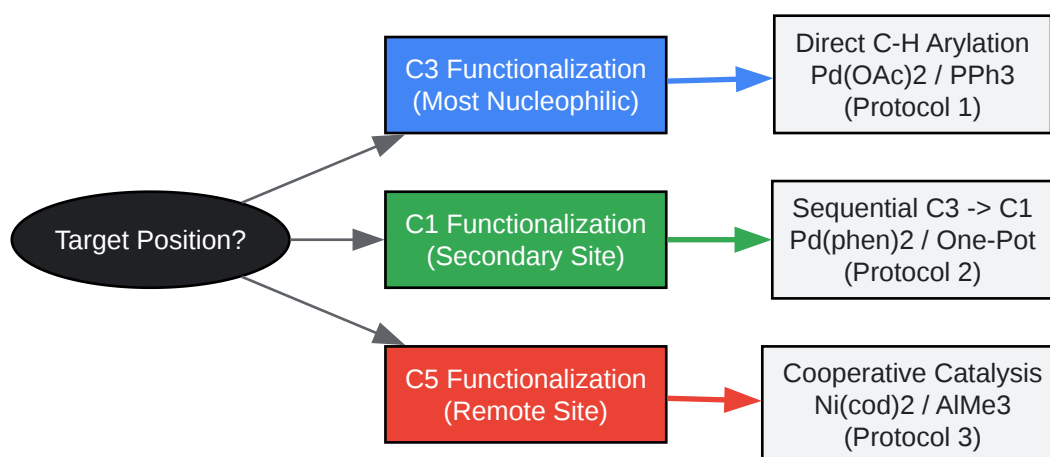 Target Position?
C3 Functionalization
(Most Nucleophilic)
Direct C-H Arylation
Pd(OAc)2 / PPh3
(Protocol 1)
C1 Functionalization
(Secondary Site)
Sequential C3 -> C1
Pd(phen)2 / One-Pot
(Protocol 2)
C5 Functionalization
(Remote Site)
Cooperative Catalysis
Ni(cod)2 / AlMe3
(Protocol 3)